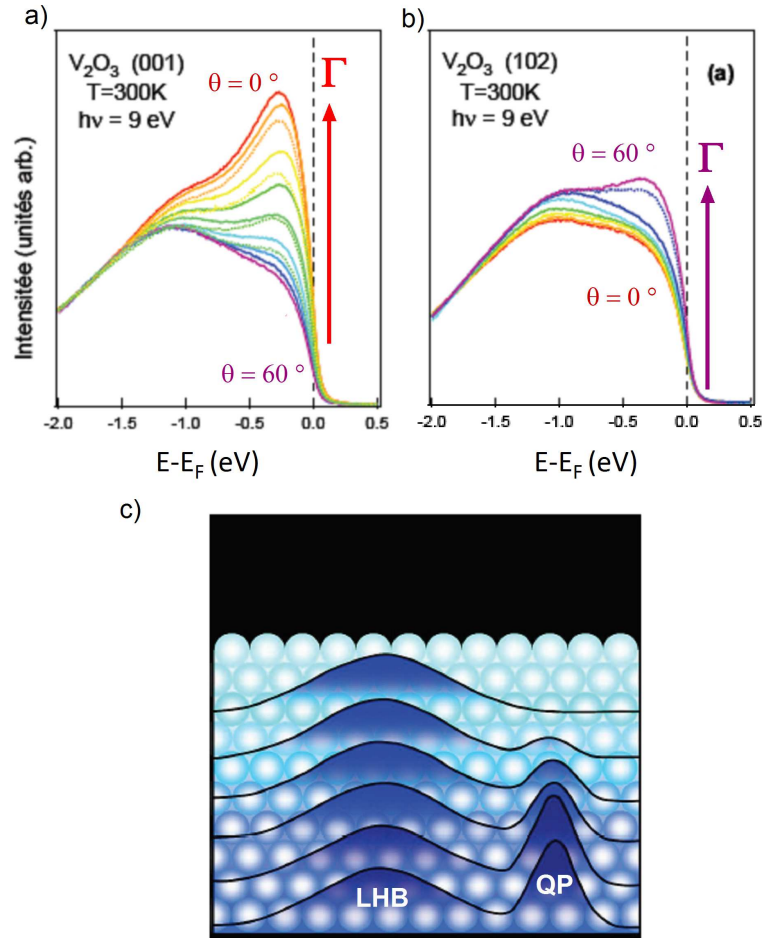 a)
V₂O₃ (001)
T=300K
hν = 9 eV
θ = 0 °
Γ
θ = 60 °
Intensitée (unités arb.)
-2.0 -1.5 -1.0 -0.5 0.0 0.5
E-E_F (eV)
b)
V₂O₃ (102)
T=300K
hν = 9 eV
(a)
θ = 60 °
Γ
θ = 0 °
-2.0 -1.5 -1.0 -0.5 0.0 0.5
E-E_F (eV)
c)
LHB
QP